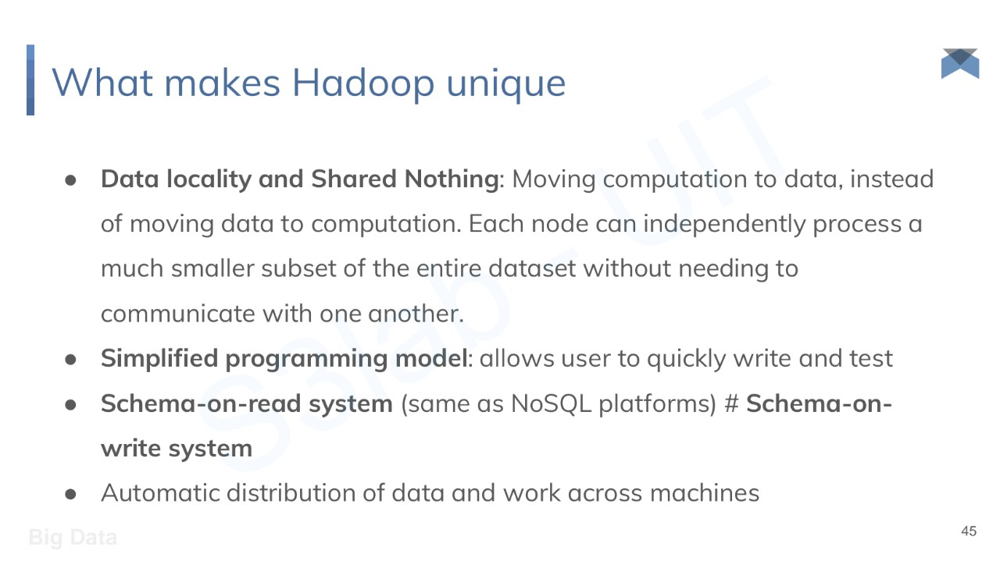 What makes Hadoop unique
● Data locality and Shared Nothing: Moving computation to data, instead
of moving data to computation. Each node can independently process a
much smaller subset of the entire dataset without needing to
communicate with one another.
● Simplified programming model: allows user to quickly write and test
● Schema-on-read system (same as NoSQL platforms) # Schema-on-
write system
● Automatic distribution of data and work across machines
S3lab - UIT
Big Data
45